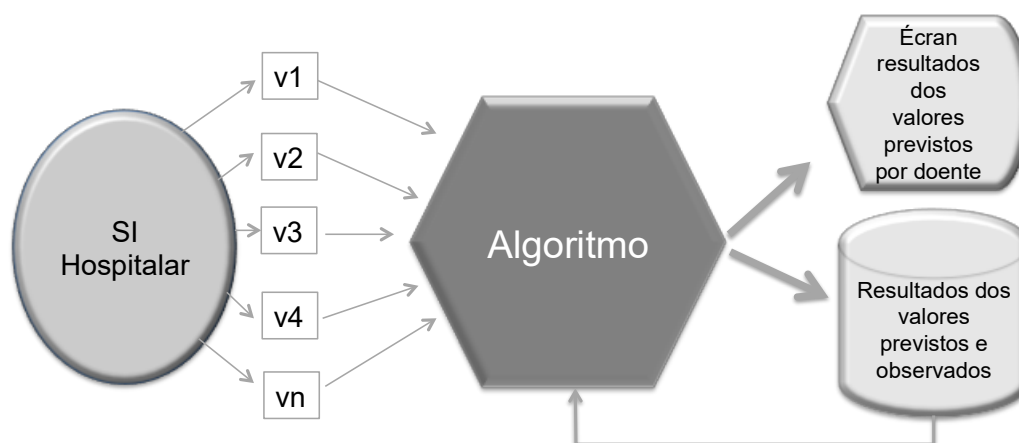 SI
Hospitalar
v1
v2
v3
v4
vn
Algoritmo
Écran
resultados
dos
valores
previstos
por doente
Resultados dos
valores
previstos e
observados